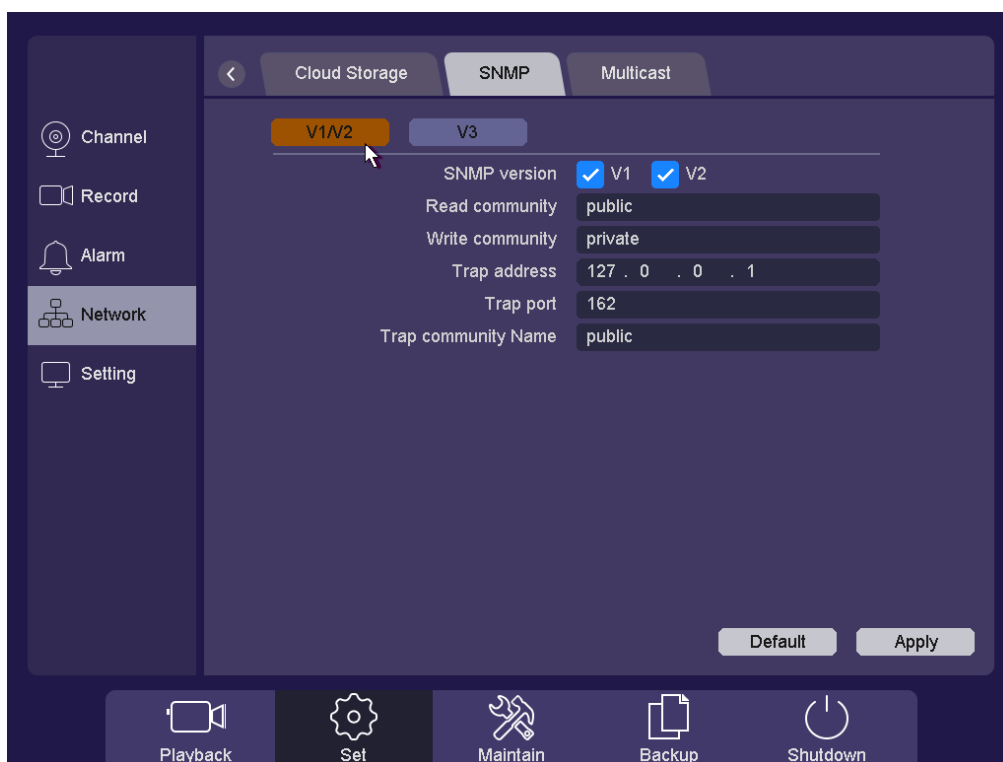 Cloud Storage SNMP Multicast
Channel
Record
Alarm
Network
Setting
V1/V2 V3
SNMP version V1 V2
Read community public
Write community private
Trap address 127 . 0 . 0 . 1
Trap port 162
Trap community Name public
Default Apply
Playback Set Maintain Backup Shutdown